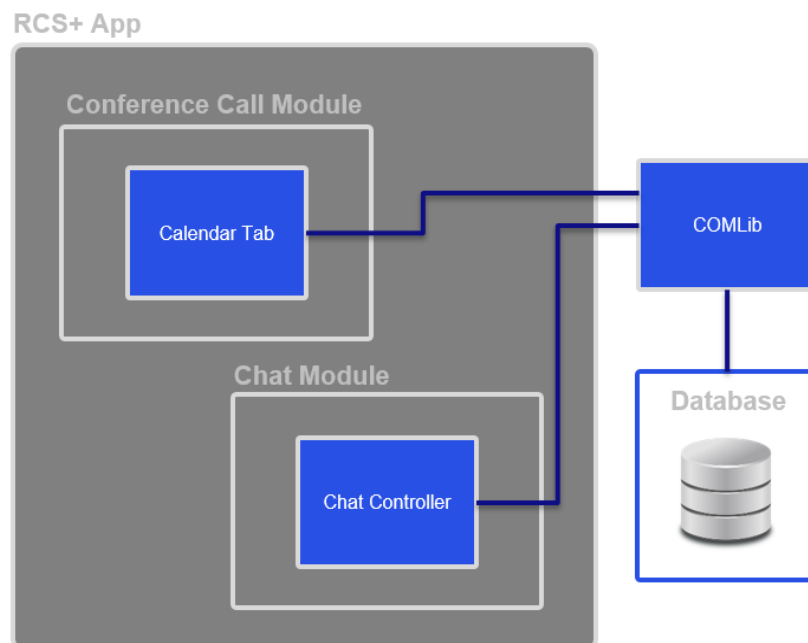 RCS+ App
Conference Call Module
Calendar Tab
COMLib
Chat Module
Database
Chat Controller